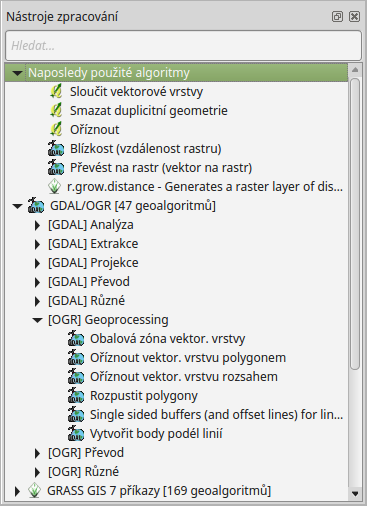 Nástroje zpracování
Hledat...
Naposledy použité algoritmy
Sloučit vektorové vrstvy
Smazat duplicitní geometrie
Oříznout
Blízkost (vzdálenost rastru)
Převést na rastr (vektor na rastr)
r.grow.distance - Generates a raster layer of dis...
GDAL/OGR [47 geoalgoritmů]
[GDAL] Analýza
[GDAL] Extrakce
[GDAL] Projekce
[GDAL] Převod
[GDAL] Různé
[OGR] Geoprocessing
Obalová zóna vektor. vrstvy
Oříznout vektor. vrstvu polygonem
Oříznout vektor. vrstvu rozsahem
Rozpustit polygony
Single sided buffers (and offset lines) for lin...
Vytvořit body podél linií
[OGR] Převod
[OGR] Různé
GRASS GIS 7 příkazy [169 geoalgoritmů]